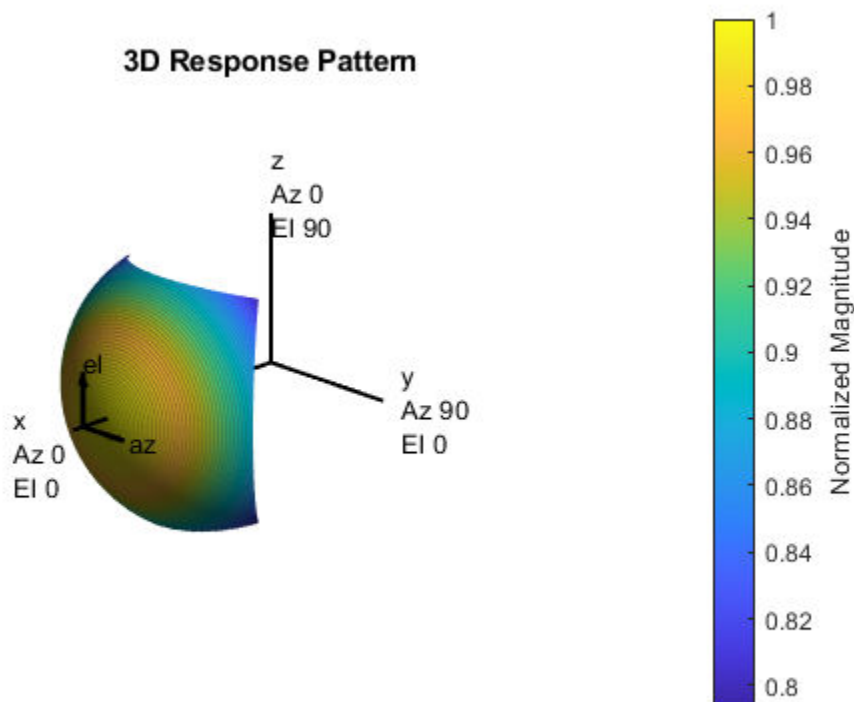 3D Response Pattern
z
Az 0
El 90
el
az
x
Az 0
El 0
y
Az 90
El 0
1
0.98
0.96
0.94
0.92
0.9
0.88
0.86
0.84
0.82
0.8
Normalized Magnitude